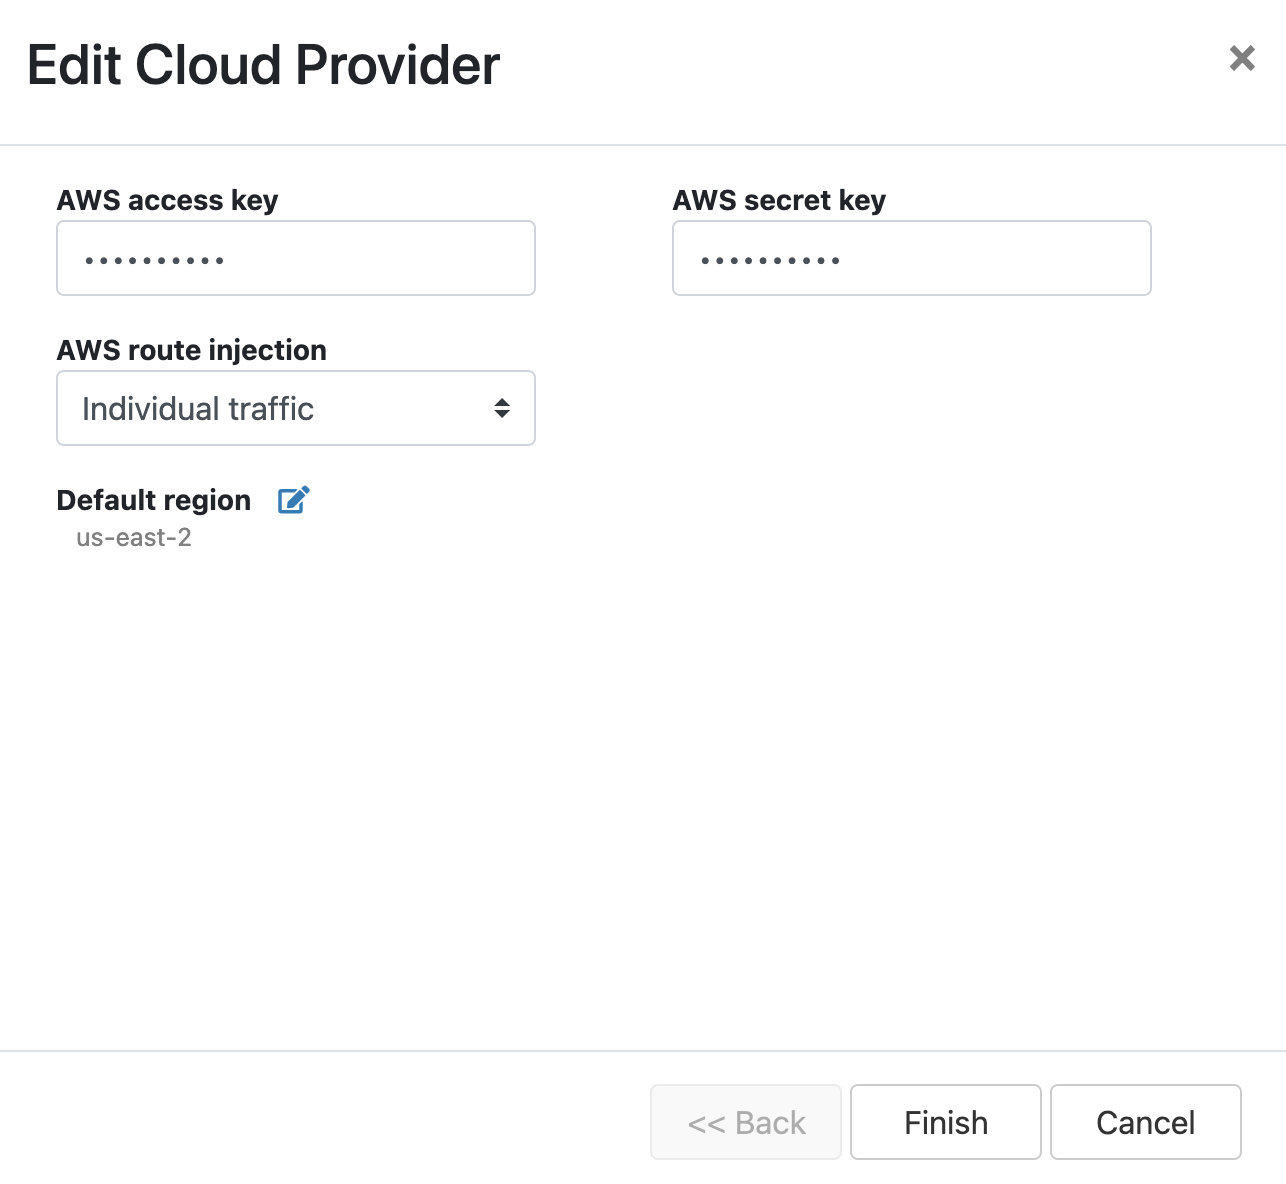 Edit Cloud Provider
AWS access key
AWS secret key
••••••••••
••••••••••
AWS route injection
Individual traffic
Default region
us-east-2
<< Back
Finish
Cancel